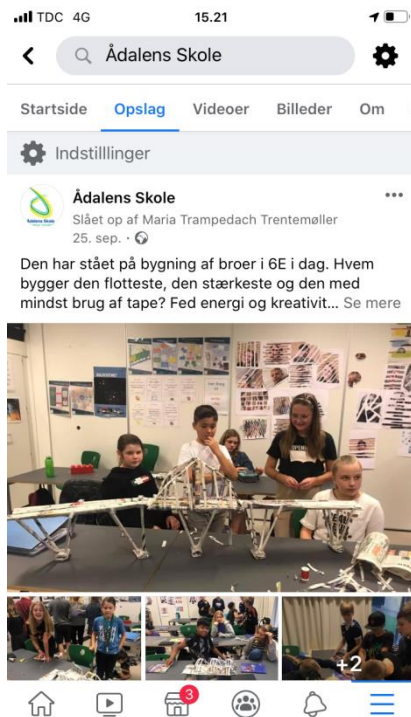 TDC 4G 15.21
Ådalens Skole
Startside Opslag Videoer Billeder Om
Indstilllinger
Ådalens Skole
Slået op af Maria Trampedach Trentemøller
25. sep. ·
Den har stået på bygning af broer i 6E i dag. Hvem
bygger den flotteste, den stærkeste og den med
mindst brug af tape? Fed energi og kreativit... Se mere
+2
3